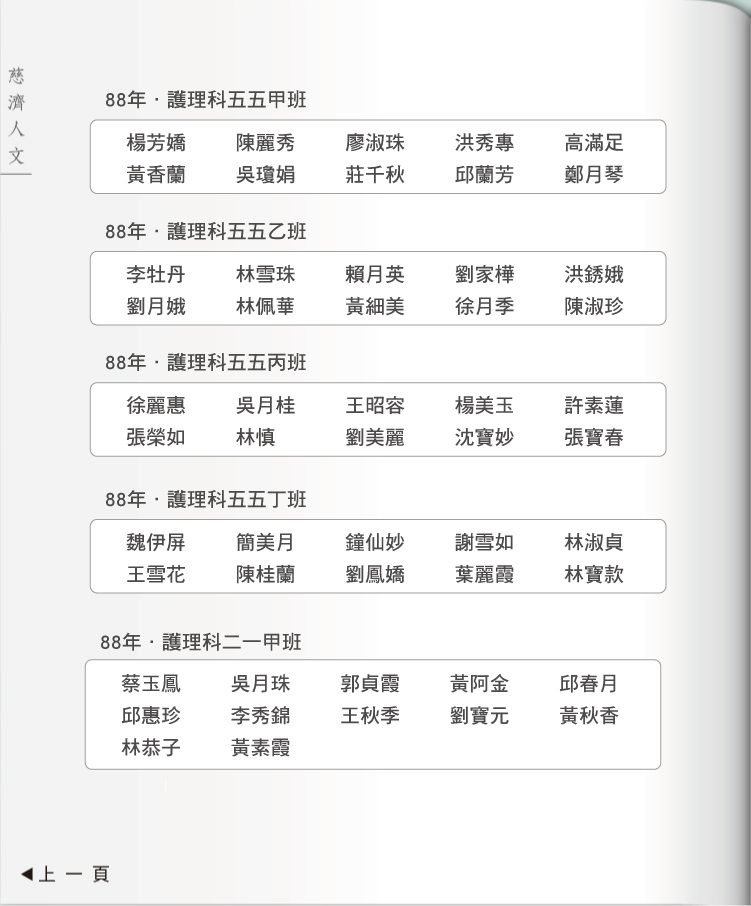 慈濟人文
88年．護理科五五甲班
楊芳嬌 陳麗秀 廖淑珠 洪秀專 高滿足
黃香蘭 吳瓊娟 莊千秋 邱蘭芳 鄭月琴
88年．護理科五五乙班
李牡丹 林雪珠 賴月英 劉家樺 洪銹娥
劉月娥 林佩華 黃細美 徐月季 陳淑珍
88年．護理科五五丙班
徐麗惠 吳月桂 王昭容 楊美玉 許素蓮
張榮如 林慎 劉美麗 沈寶妙 張寶春
88年．護理科五五丁班
魏伊屏 簡美月 鐘仙妙 謝雪如 林淑貞
王雪花 陳桂蘭 劉鳳嬌 葉麗霞 林寶款
88年．護理科二一甲班
蔡玉鳳 吳月珠 郭貞霞 黃阿金 邱春月
邱惠珍 李秀錦 王秋季 劉寶元 黃秋香
林恭子 黃素霞
◀上一頁